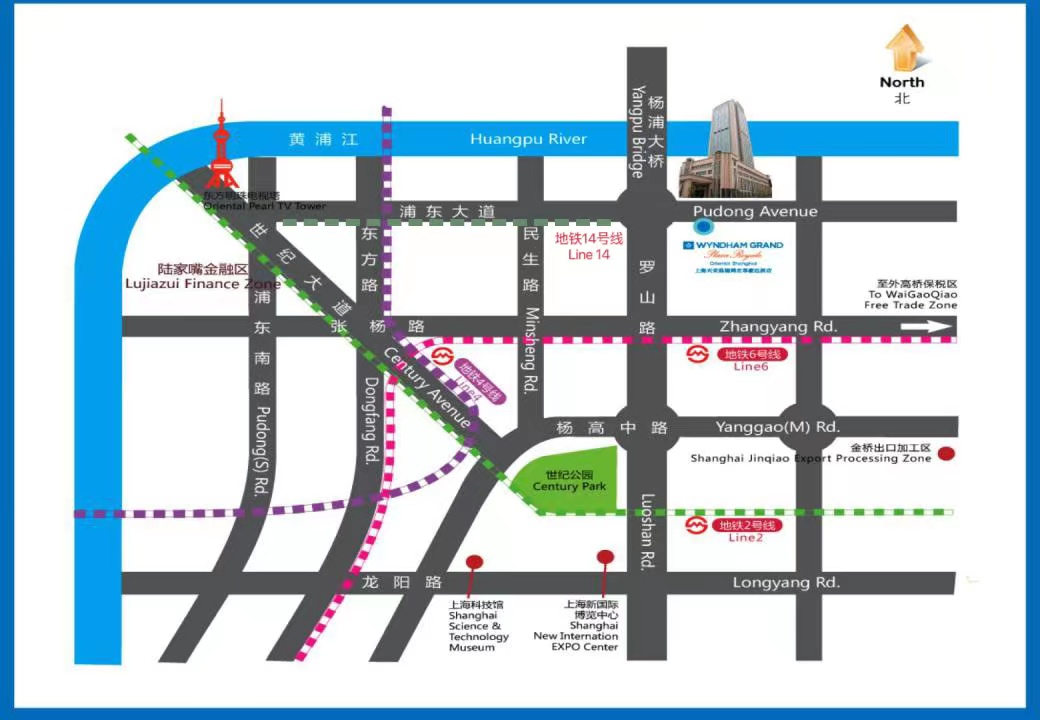 North
北
黄浦江
Huangpu River
杨浦大桥
Yangpu Bridge
东方明珠电视塔
Oriental Pearl TV Tower
浦东大道
Pudong Avenue
地铁14号线
Line 14
WYNDHAM GRAND
Plaza Royale
Oriental Shanghai
世纪大道
Century Avenue
东方路
Dongfang Rd.
民生路
Minsheng Rd.
罗山路
Luoshan Rd.
陆家嘴金融区
Lujiazui Finance Zone
浦东南路
Pudong(S) Rd.
至外高桥保税区
To WaiGaoQiao
Free Trade Zone
张杨路
Zhangyang Rd.
地铁4号线
Line4
地铁6号线
Line6
杨高中路
Yanggao(M) Rd.
金桥出口加工区
Shanghai Jinqiao Export Processing Zone
世纪公园
Century Park
地铁2号线
Line2
龙阳路
Longyang Rd.
上海科技馆
Shanghai
Science &
Technology
Museum
上海新国际
博览中心
Shanghai
New Internation
EXPO Center